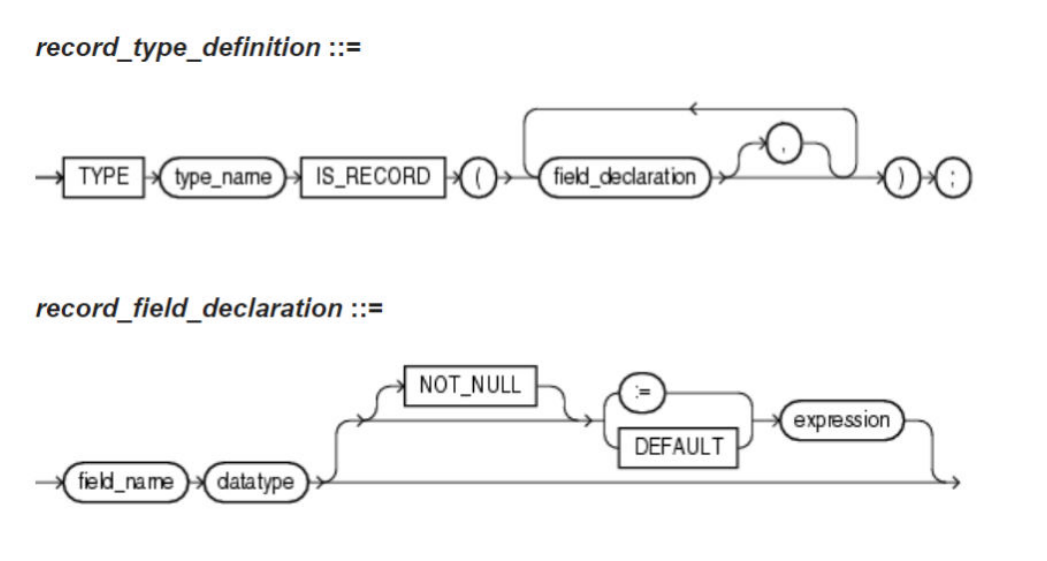 record_type_definition ::=
,
TYPE type_name IS_RECORD ( field_declaration ) ;
record_field_declaration ::=
NOT_NULL :=
expression
DEFAULT
field_name datatype